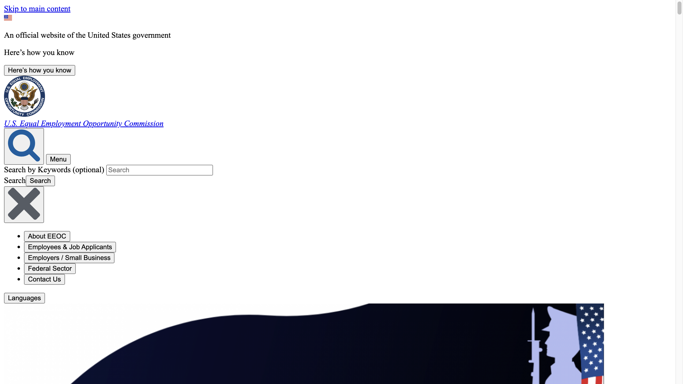 Skip to main content
An official website of the United States government
Here's how you know
Here's how you know
U.S. Equal Employment Opportunity Commission
Menu
Search by Keywords (optional) Search
Search Search
About EEOC
Employees & Job Applicants
Employers / Small Business
Federal Sector
Contact Us
Languages